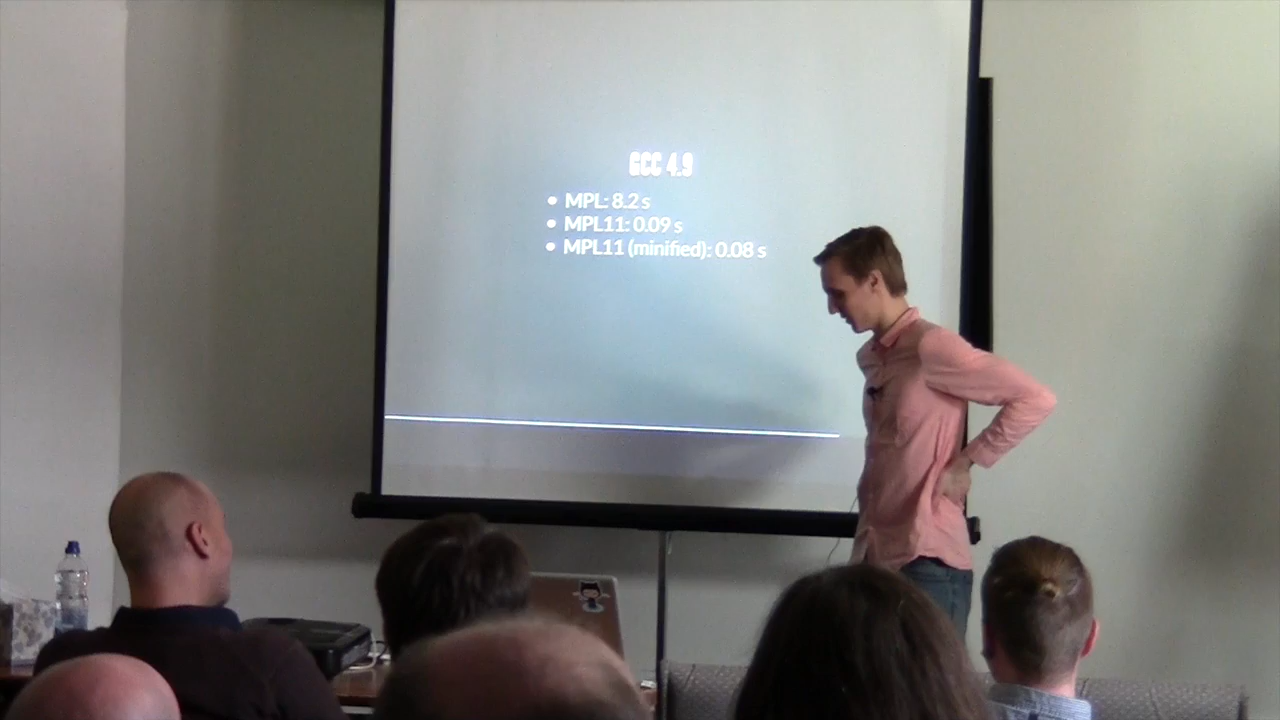 GCC 4.9
• MPL: 8.2 s
• MPL11: 0.09 s
• MPL11 (minified): 0.08 s